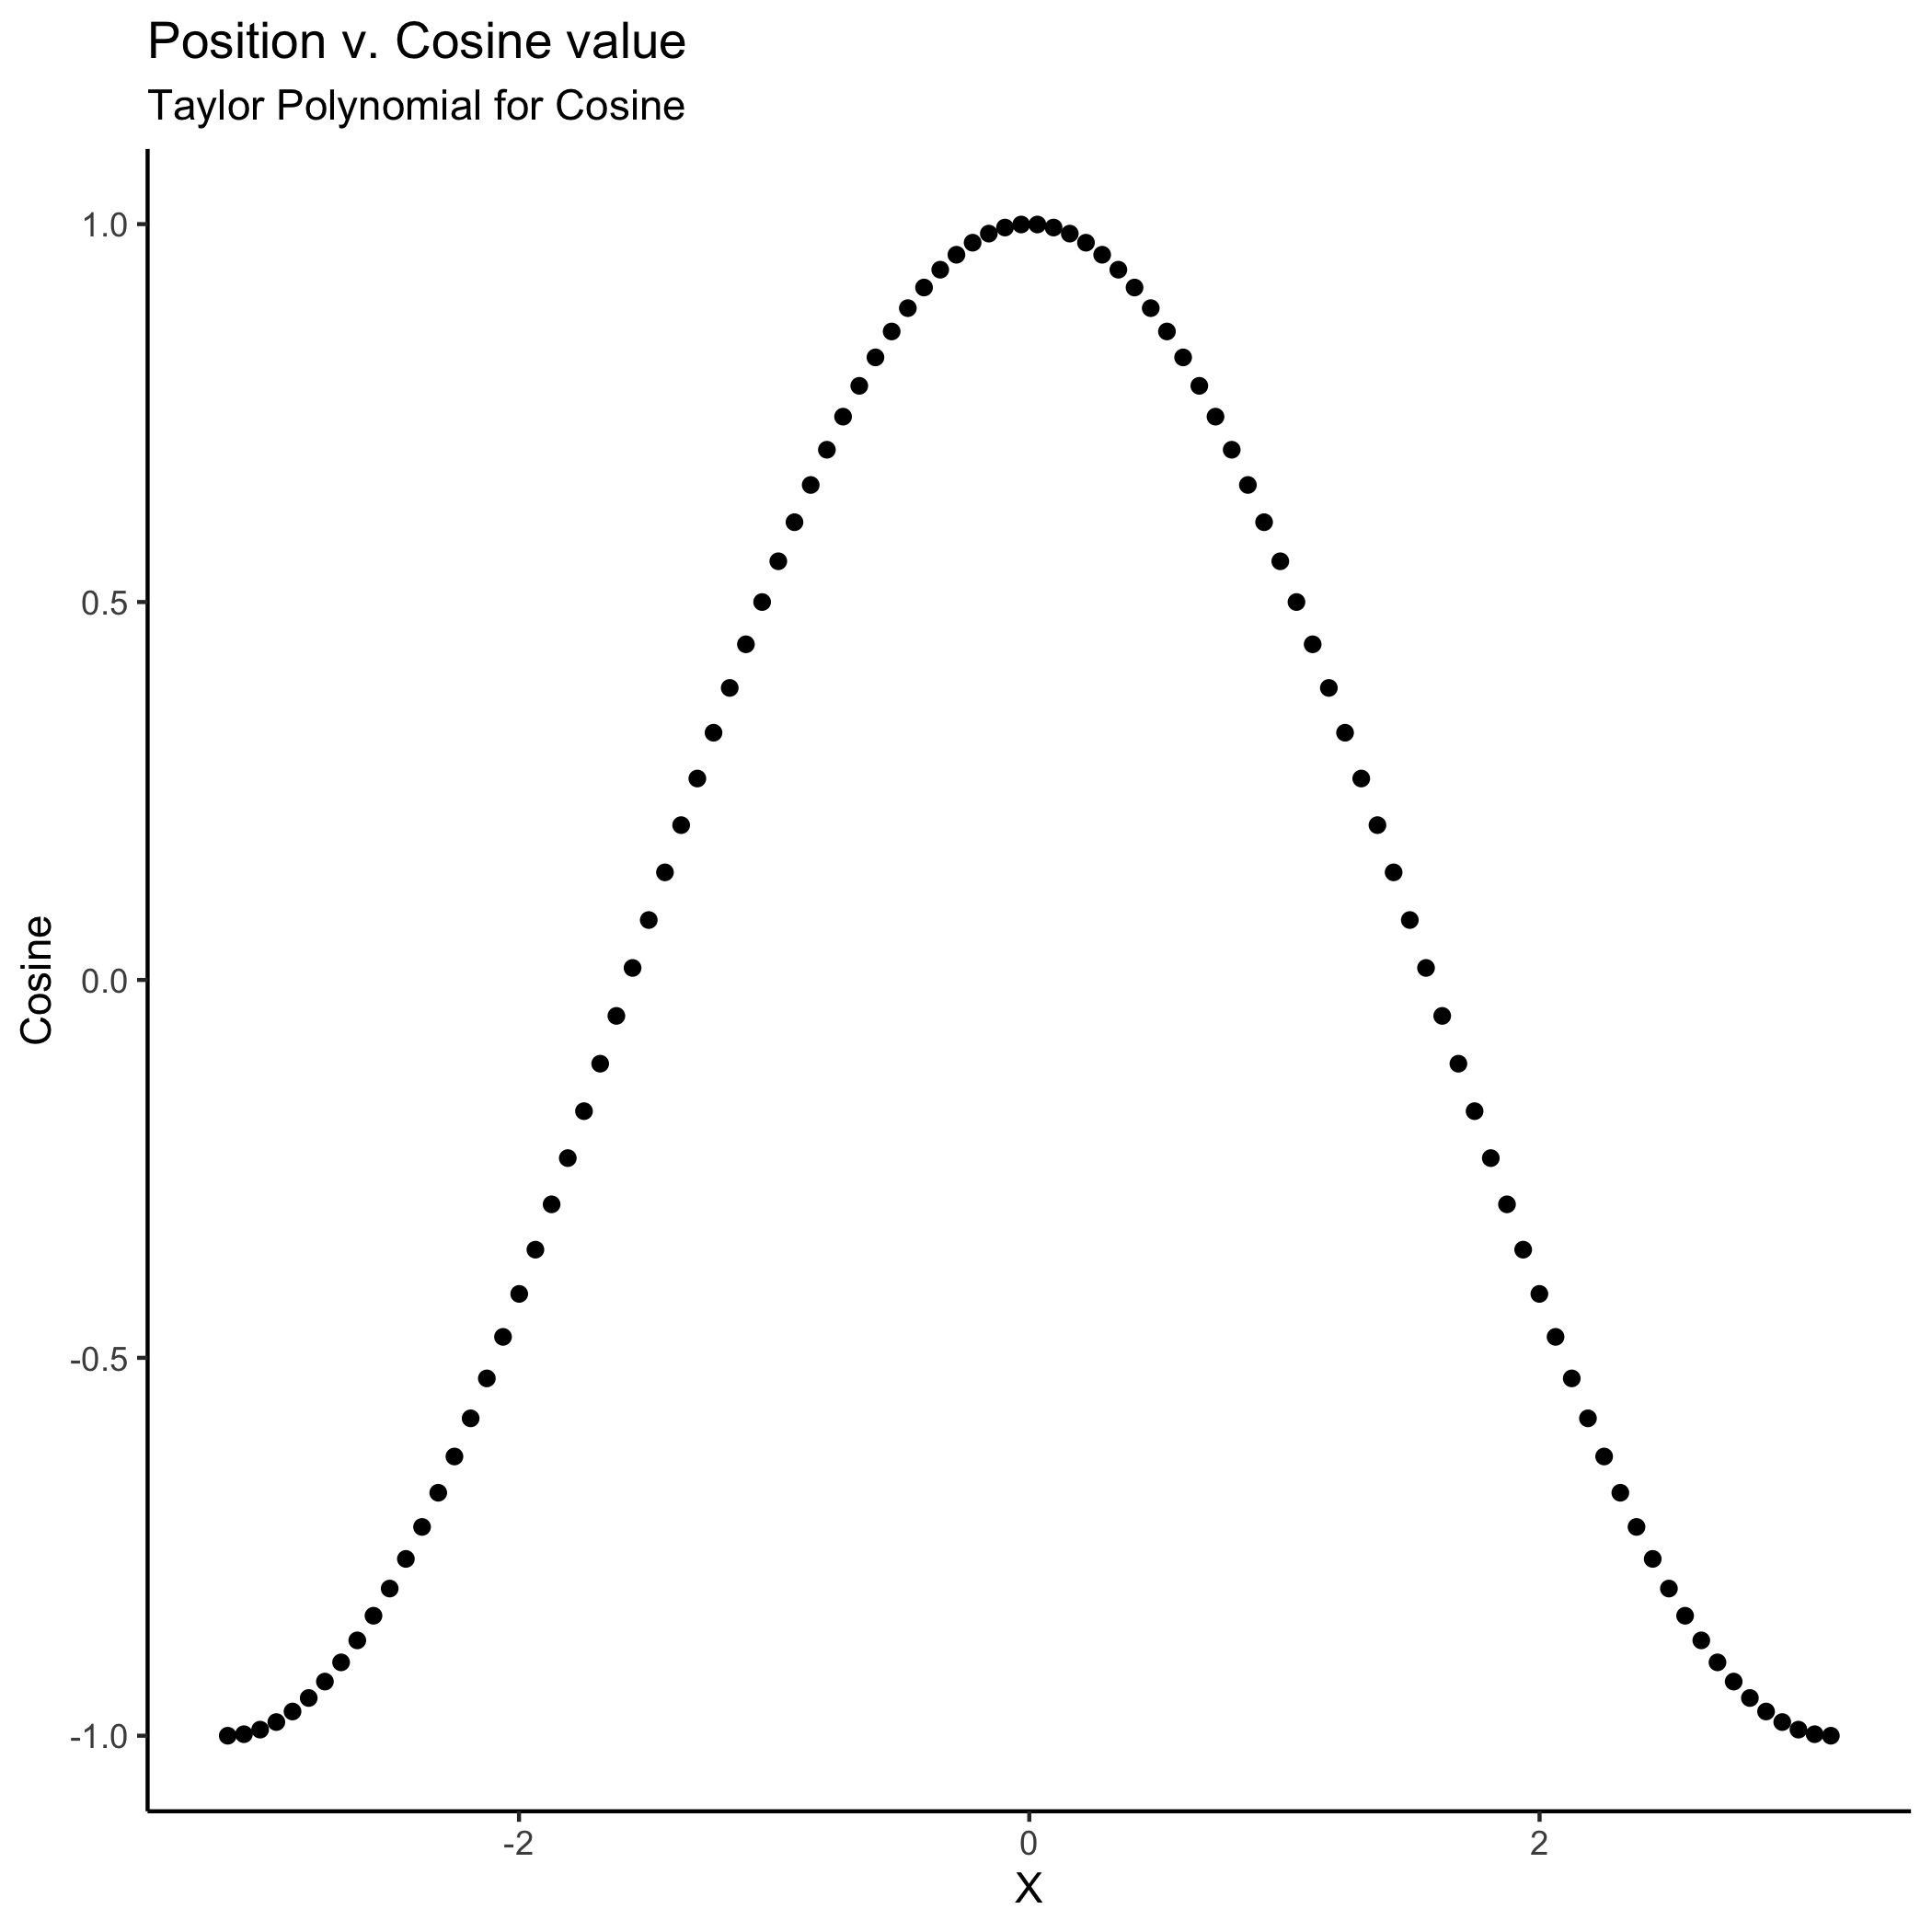 Position v. Cosine value
Taylor Polynomial for Cosine
1.0
0.5
0.0
-0.5
-1.0
Cosine
-2 0 2
X